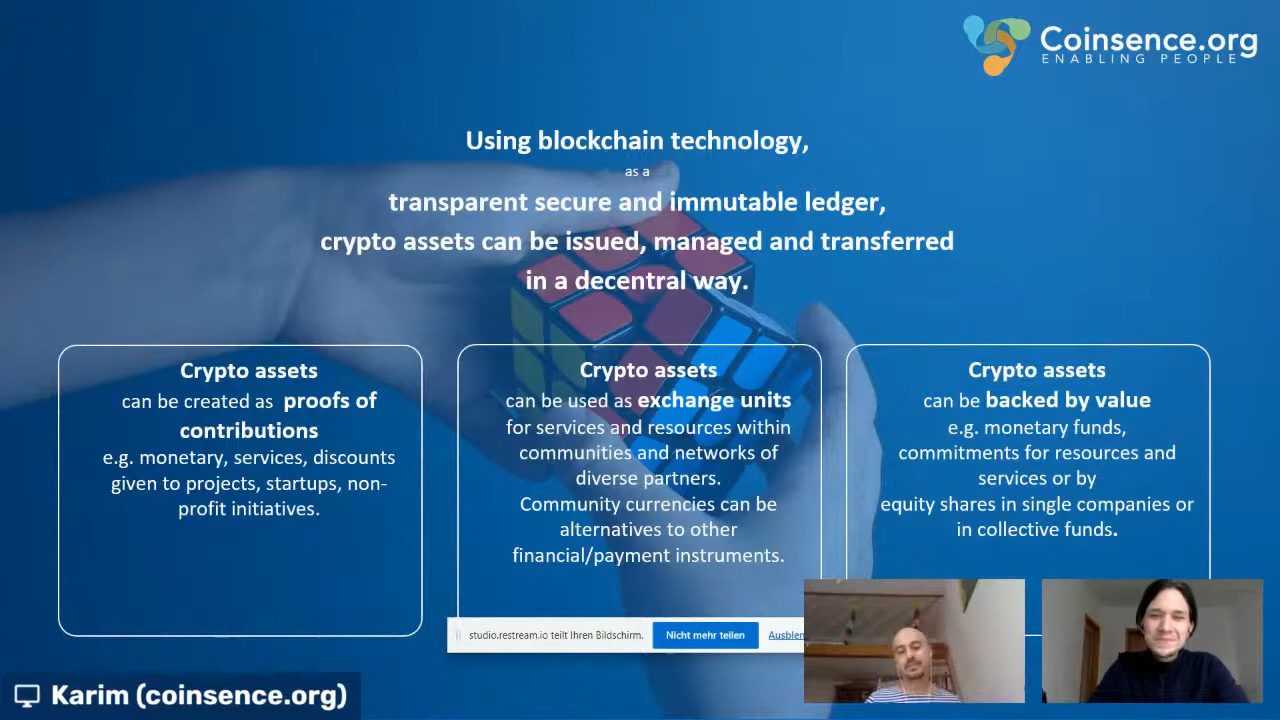 Coinsence.org
ENABLING PEOPLE
Using blockchain technology,
as a
transparent secure and immutable ledger,
crypto assets can be issued, managed and transferred
in a decentral way.
Crypto assets
can be created as proofs of
contributions
e.g. monetary, services, discounts
given to projects, startups, non-
profit initiatives.
Crypto assets
can be used as exchange units
for services and resources within
communities and networks of
diverse partners.
Community currencies can be
alternatives to other
financial/payment instruments.
Crypto assets
can be backed by value
e.g. monetary funds,
commitments for resources and
services or by
equity shares in single companies or
in collective funds.
studio.restream.io teilt Ihren Bildschirm.
Nicht mehr teilen
Ausblen
Karim (coinsence.org)